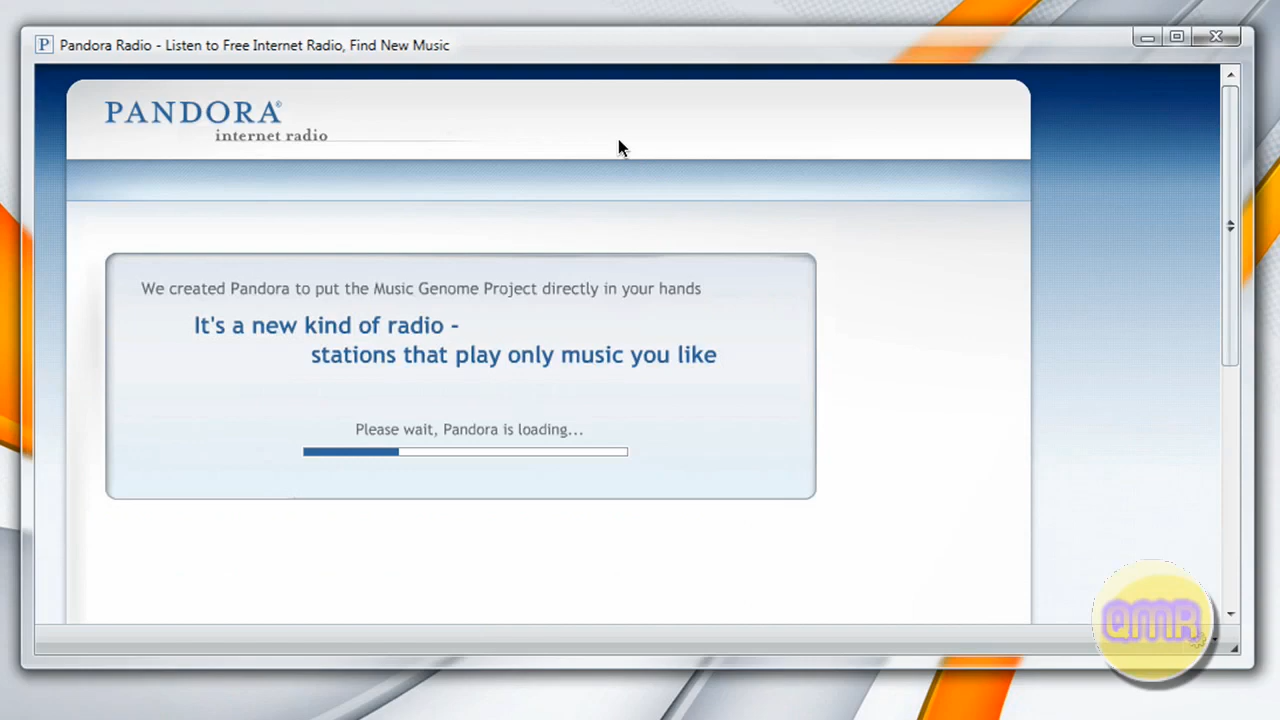 P Pandora Radio - Listen to Free Internet Radio, Find New Music
PANDORA®
internet radio
We created Pandora to put the Music Genome Project directly in your hands
It's a new kind of radio -
stations that play only music you like
Please wait, Pandora is loading...
QMR